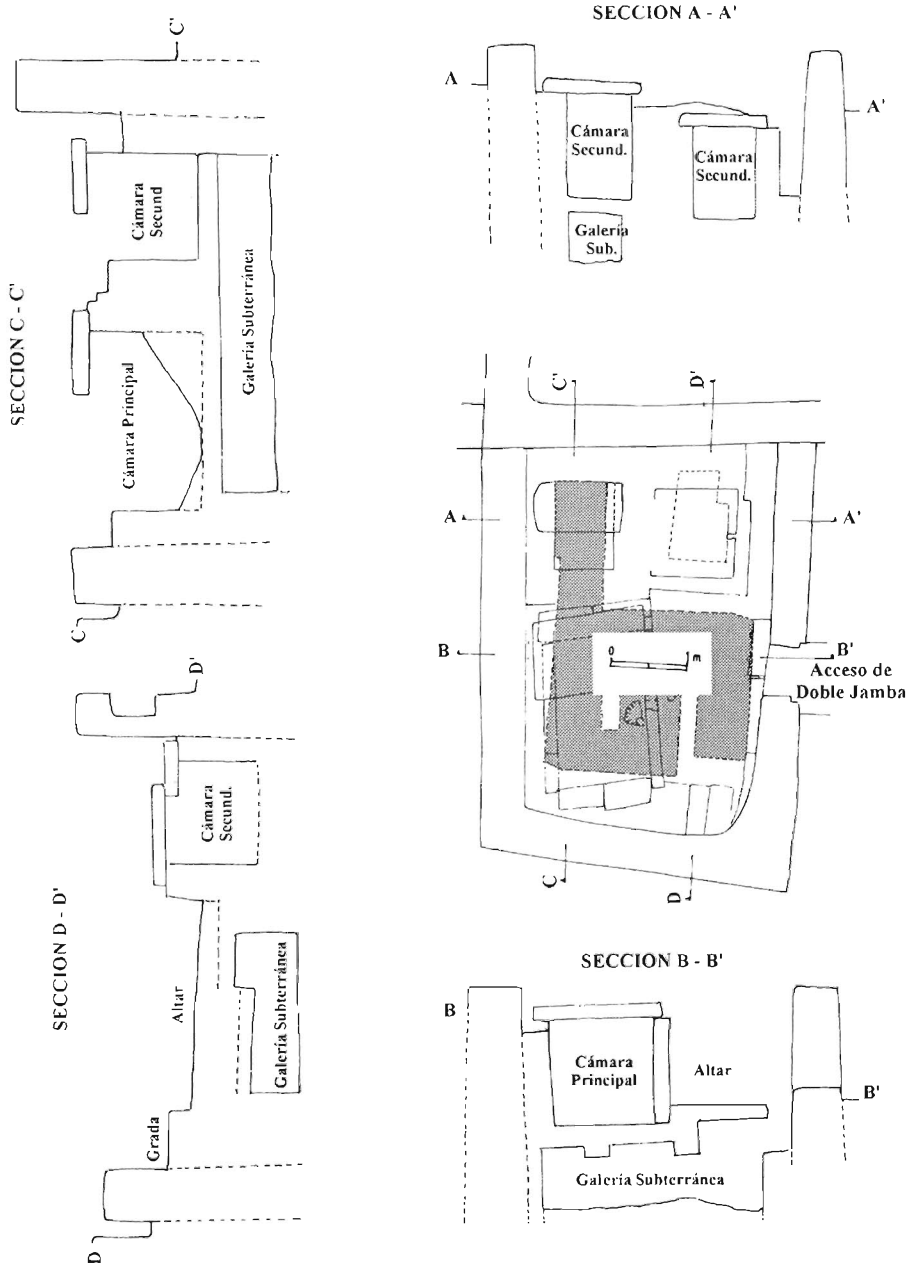 SECCION C - C'
C'
Cámara
Secund
Cámara Principal
Galería Subterránea
C
SECCION A - A'
A
A'
Cámara
Secund.
Cámara
Secund.
Galería
Sub.
C'
D'
A
A'
B
B'
0
m
Acceso de
Doble Jamba
C
D
SECCION D - D'
D'
Cámara
Secund.
Altar
Galería Subterránea
Grada
D
SECCION B - B'
B
B'
Cámara
Principal
Altar
Galería Subterránea